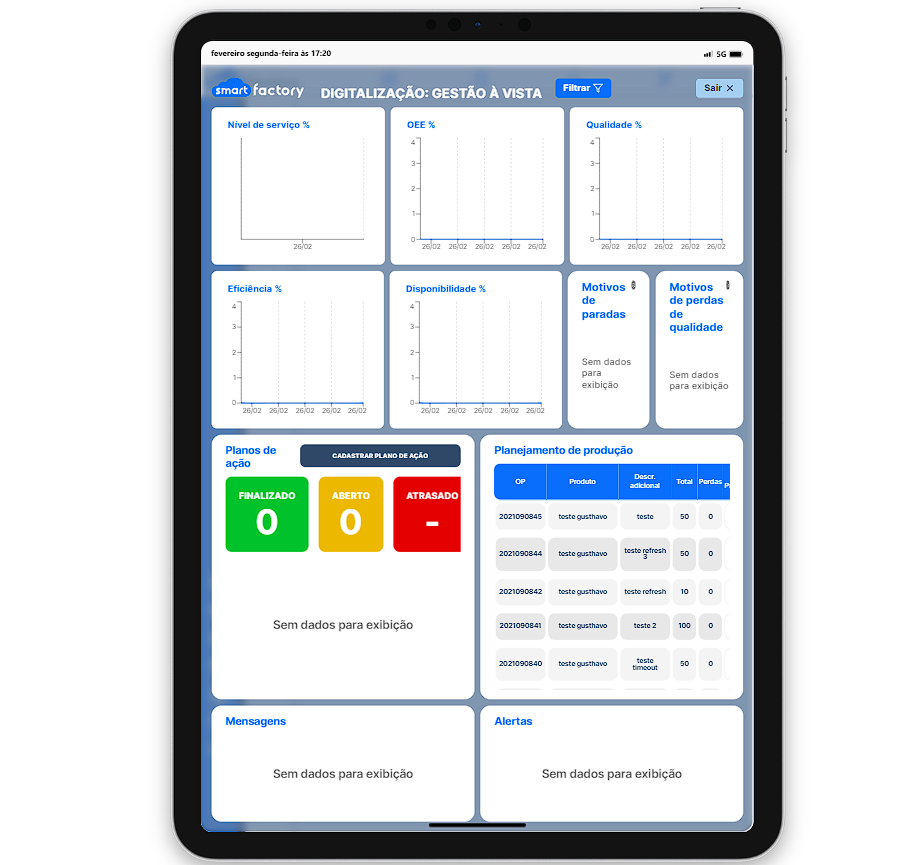 fevereiro segunda-feira às 17:20
5G
smart factory
DIGITALIZAÇÃO: GESTÃO À VISTA
Filtrar
Sair ×
Nível de serviço %
26/02
OEE %
4
3
2
1
0
26/02 26/02 26/02 26/02 26/02
Qualidade %
4
3
2
1
0
26/02 26/02 26/02 26/02 26/02
Eficiência %
4
3
2
1
0
26/02 26/02 26/02 26/02 26/02
Disponibilidade %
4
3
2
1
0
26/02 26/02 26/02 26/02 26/02
Motivos
de
paradas
Sem dados
para
exibição
Motivos
de perdas
de
qualidade
Sem dados
para exibição
Planos de
ação
CADASTRAR PLANO DE AÇÃO
FINALIZADO
0
ABERTO
0
ATRASADO
-
Sem dados para exibição
Planejamento de produção
OP Produto Descr. adicional Total Perdas
2021090845 teste gusthavo teste 50 0
2021090844 teste gusthavo teste refresh 3 50 0
2021090842 teste gusthavo teste refresh 10 0
2021090841 teste gusthavo teste 2 100 0
2021090840 teste gusthavo teste timeout 50 0
Mensagens
Sem dados para exibição
Alertas
Sem dados para exibição